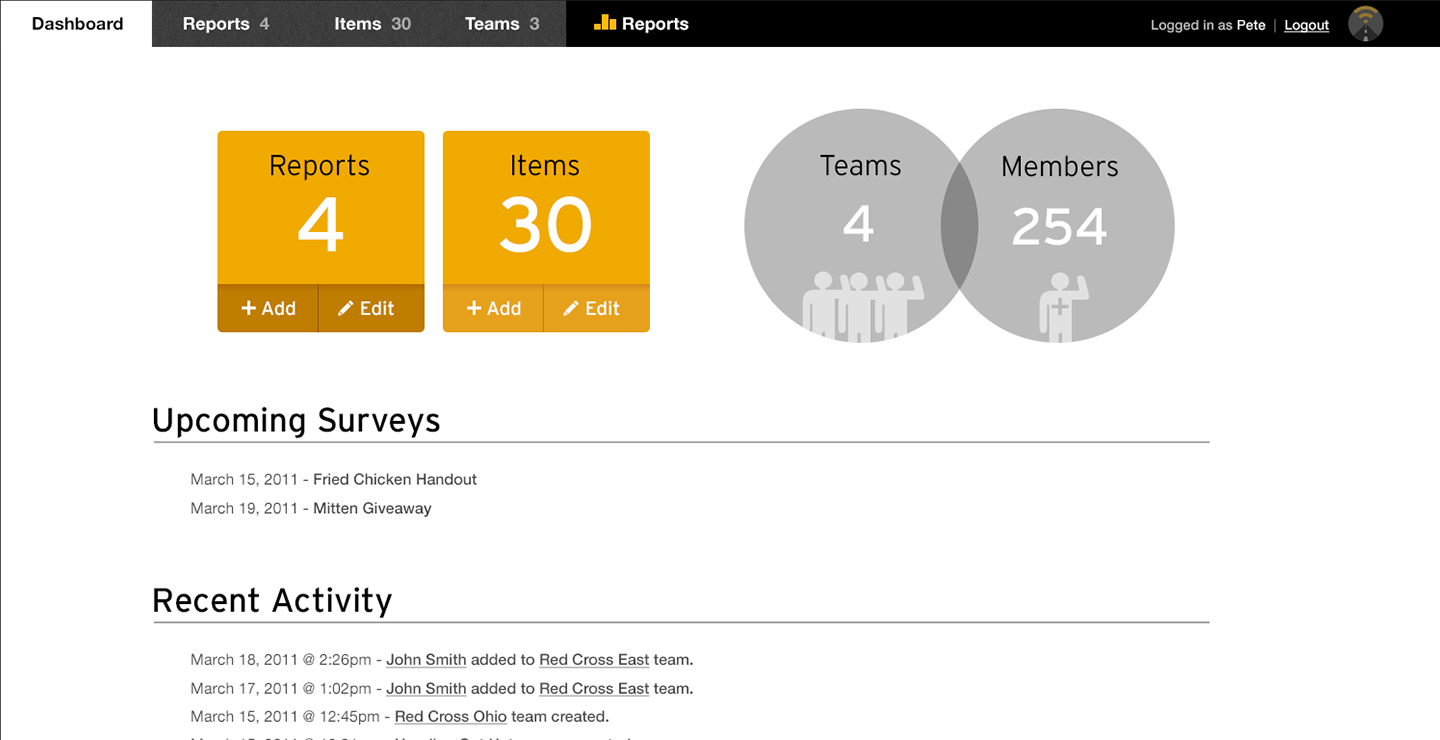 Dashboard Reports 4 Items 30 Teams 3 Reports Logged in as Pete | Logout
Reports Items Teams Members
4 30 4 254
+ Add Edit + Add Edit
Upcoming Surveys
March 15, 2011 - Fried Chicken Handout
March 19, 2011 - Mitten Giveaway
Recent Activity
March 18, 2011 @ 2:26pm - John Smith added to Red Cross East team.
March 17, 2011 @ 1:02pm - John Smith added to Red Cross East team.
March 15, 2011 @ 12:45pm - Red Cross Ohio team created.